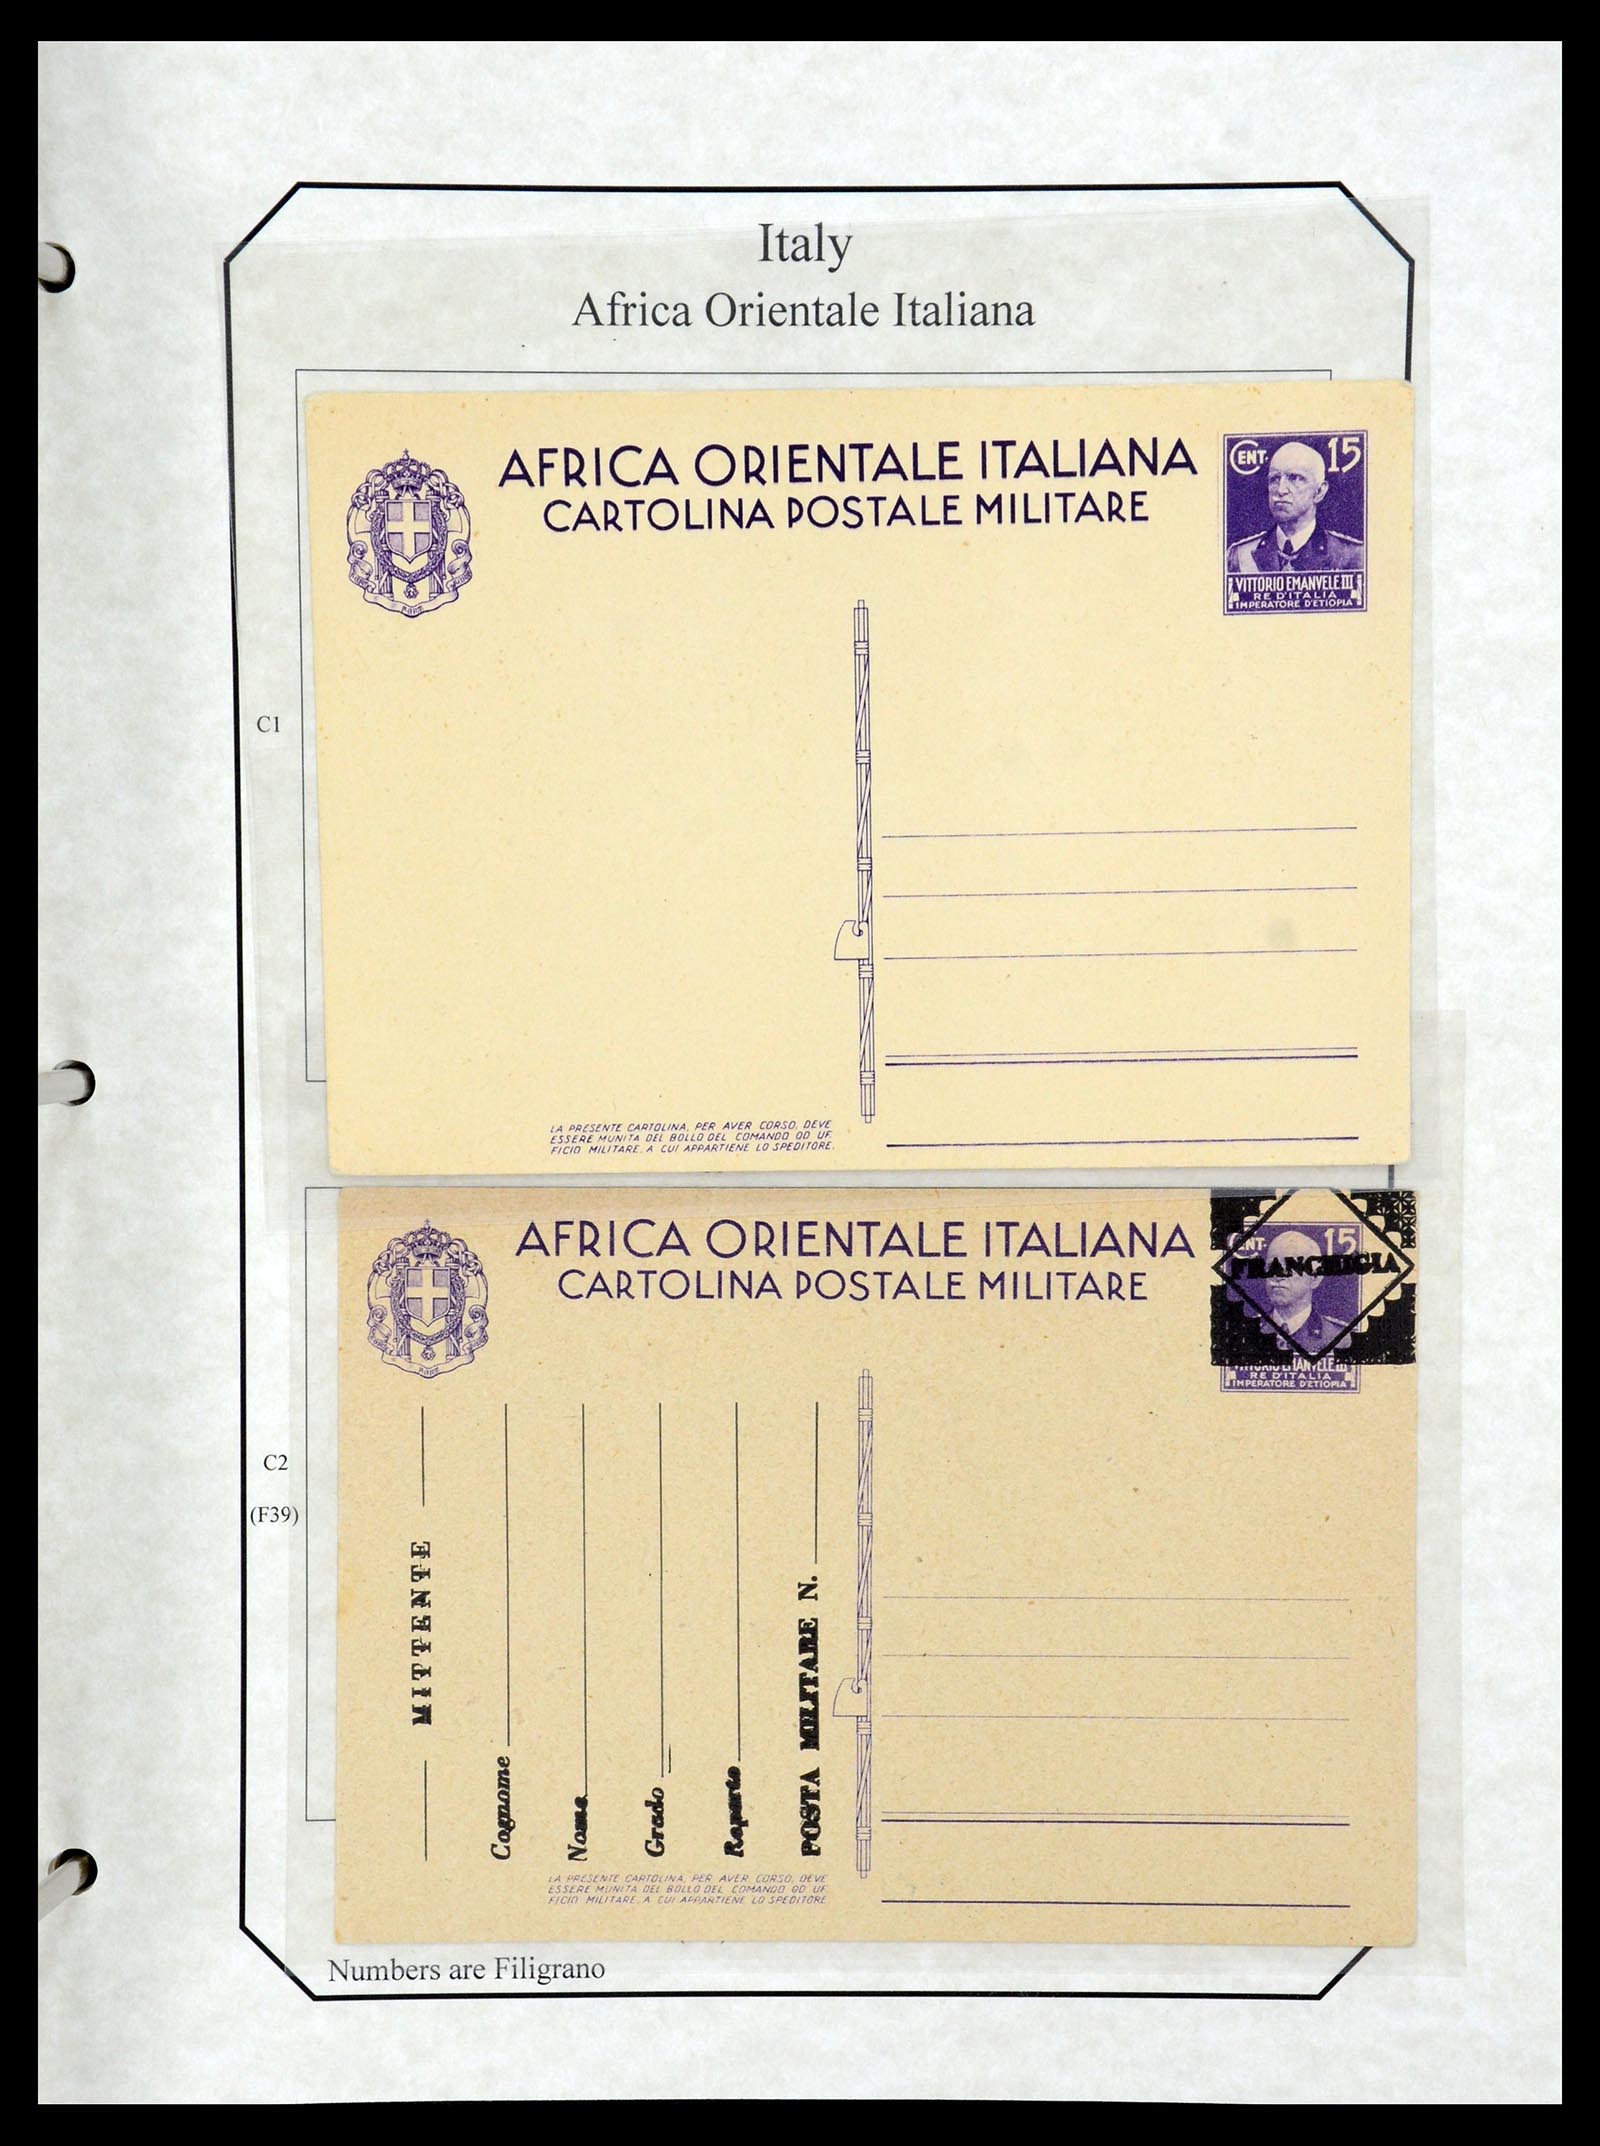 Italy
Africa Orientale Italiana
C1
AFRICA ORIENTALE ITALIANA
CARTOLINA POSTALE MILITARE
CENT. 15
VITTORIO EMANVELE III
RE D'ITALIA
IMPERATORE D'ETIOPIA
LA PRESENTE CARTOLINA, PER AVER CORSO, DEVE
ESSERE MUNITA DEL BOLLO DEL COMANDO OD UF
FICIO MILITARE, A CUI APPARTIENE LO SPEDITORE.
C2
(F39)
AFRICA ORIENTALE ITALIANA
CARTOLINA POSTALE MILITARE
CENT. 15
FRANCHIGIA
VITTORIO EMANVELE III
RE D'ITALIA
IMPERATORE D'ETIOPIA
MITTENTE
Cognome
Nome
Grado
Reparto
POSTA MILITARE N.
LA PRESENTE CARTOLINA, PER AVER CORSO, DEVE
ESSERE MUNITA DEL BOLLO DEL COMANDO OD UF
FICIO MILITARE, A CUI APPARTIENE LO SPEDITORE
Numbers are Filigrano